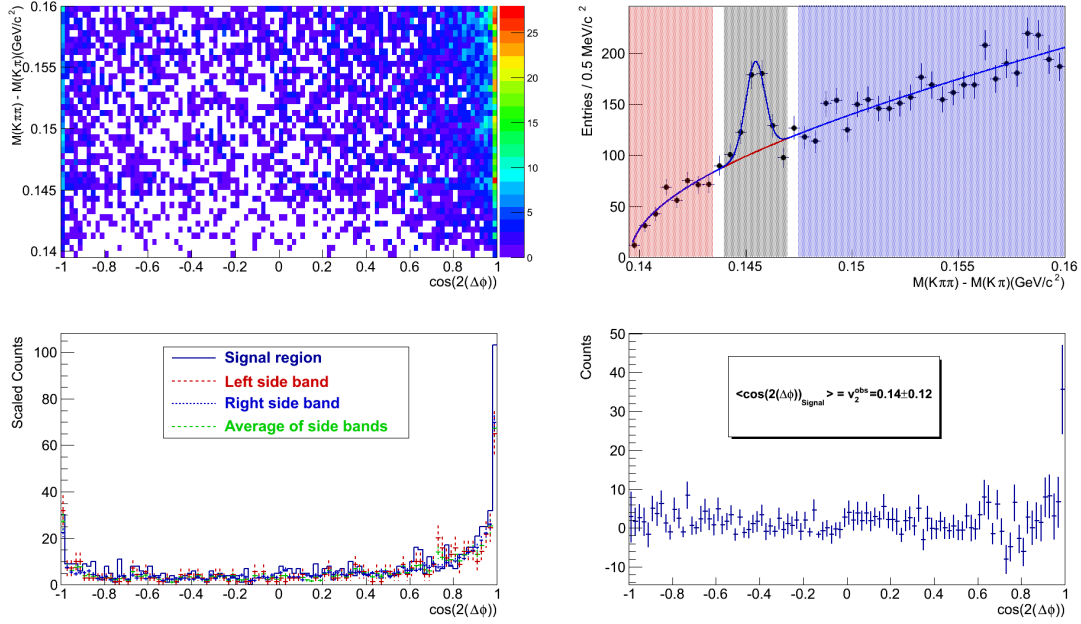 M(Kππ) - M(Kπ)(GeV/c²)
0.16
0.155
0.15
0.145
0.14
-1 -0.8 -0.6 -0.4 -0.2 0 0.2 0.4 0.6 0.8 1
cos(2(Δϕ))
25
20
15
10
5
0
Entries / 0.5 MeV/c²
200
150
100
50
0
0.14 0.145 0.15 0.155 0.16
M(Kππ) - M(Kπ)(GeV/c²)
Scaled Counts
100
80
60
40
20
0
Signal region
Left side band
Right side band
Average of side bands
-1 -0.8 -0.6 -0.4 -0.2 0 0.2 0.4 0.6 0.8 1
cos(2(Δϕ))
Counts
50
40
30
20
10
0
-10
<cos(2(Δϕ))_Signal > = v₂^obs=0.14±0.12
-1 -0.8 -0.6 -0.4 -0.2 0 0.2 0.4 0.6 0.8 1
cos(2(Δϕ))